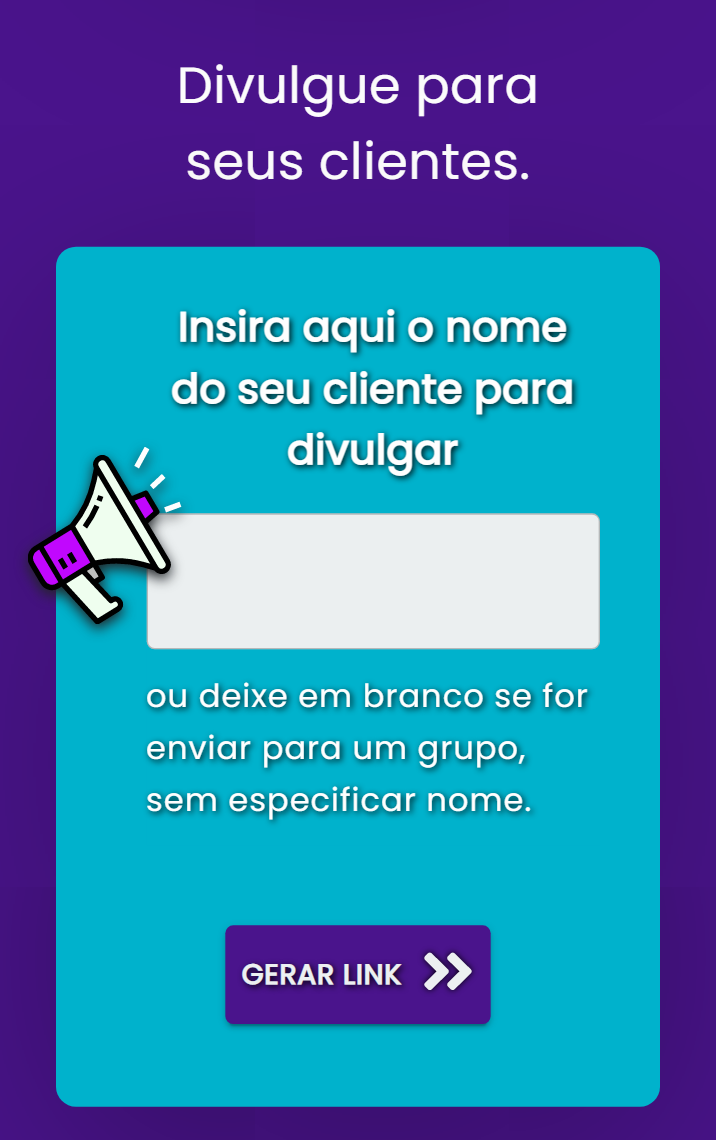 Divulgue para
seus clientes.
Insira aqui o nome
do seu cliente para
divulgar
ou deixe em branco se for
enviar para um grupo,
sem especificar nome.
GERAR LINK